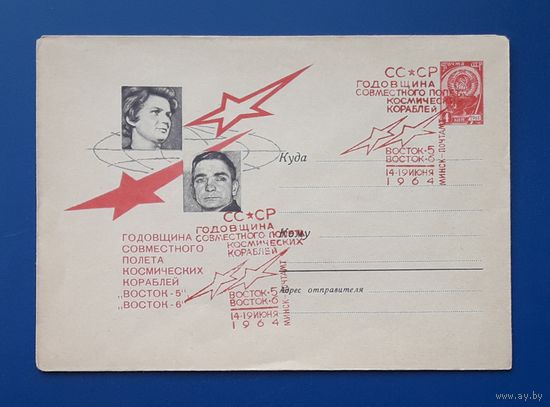 СС★СР
ГОДОВЩИНА
СОВМЕСТНОГО ПОЛЕТА
КОСМИЧЕСКИХ
КОРАБЛЕЙ
ВОСТОК-5
ВОСТОК-6
14-19 ИЮНЯ
1964
МИНСК-ПОЧТАМТ
ПОЧТА
4
Куда
Кому
Адрес отправителя
ГОДОВЩИНА
СОВМЕСТНОГО
ПОЛЕТА
КОСМИЧЕСКИХ
КОРАБЛЕЙ
„ВОСТОК-5"
„ВОСТОК-6"
СС★СР
ГОДОВЩИНА
СОВМЕСТНОГО ПОЛЕТА
КОСМИЧЕСКИХ
КОРАБЛЕЙ
ВОСТОК-5
ВОСТОК-6
14-19 ИЮНЯ
1964
МИНСК-ПОЧТАМТ
www.ay.by